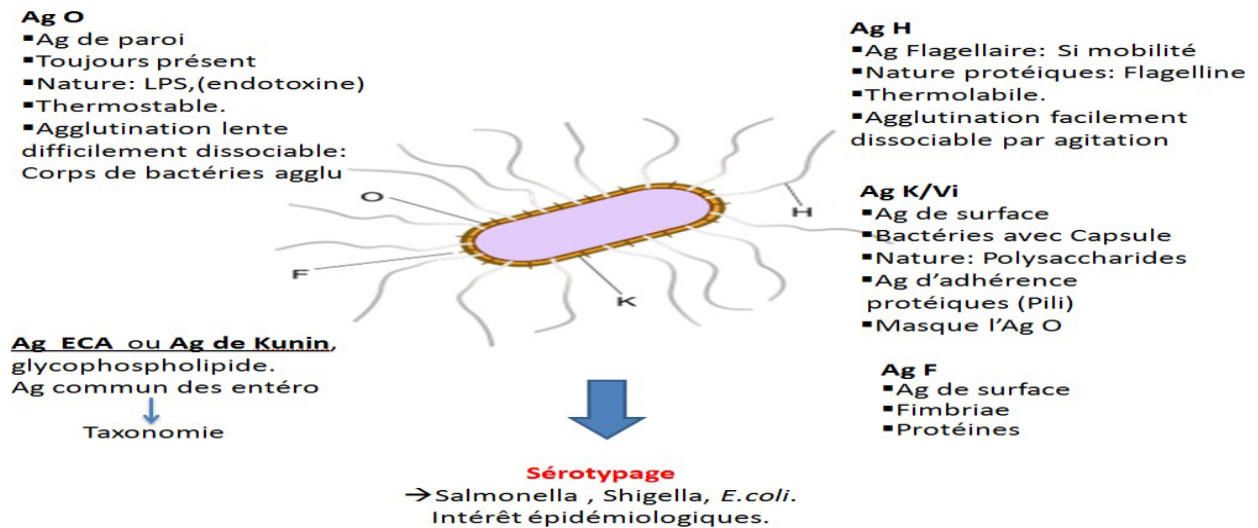 Ag O
▪Ag de paroi
▪Toujours présent
▪Nature: LPS,(endotoxine)
▪Thermostable.
▪Agglutination lente
difficilement dissociable:
Corps de bactéries agglu
Ag H
▪Ag Flagellaire: Si mobilité
▪Nature protéiques: Flagelline
▪Thermolabile.
▪Agglutination facilement
dissociable par agitation
O
H
F
K
Ag K/Vi
▪Ag de surface
▪Bactéries avec Capsule
▪Nature: Polysaccharides
▪Ag d’adhérence
protéiques (Pili)
▪Masque l’Ag O
Ag ECA ou Ag de Kunin,
glycophospholipide.
Ag commun des entéro
Taxonomie
Ag F
▪Ag de surface
▪Fimbriae
▪Protéines
Sérotypage
→Salmonella , Shigella, E.coli.
Intérêt épidémiologiques.